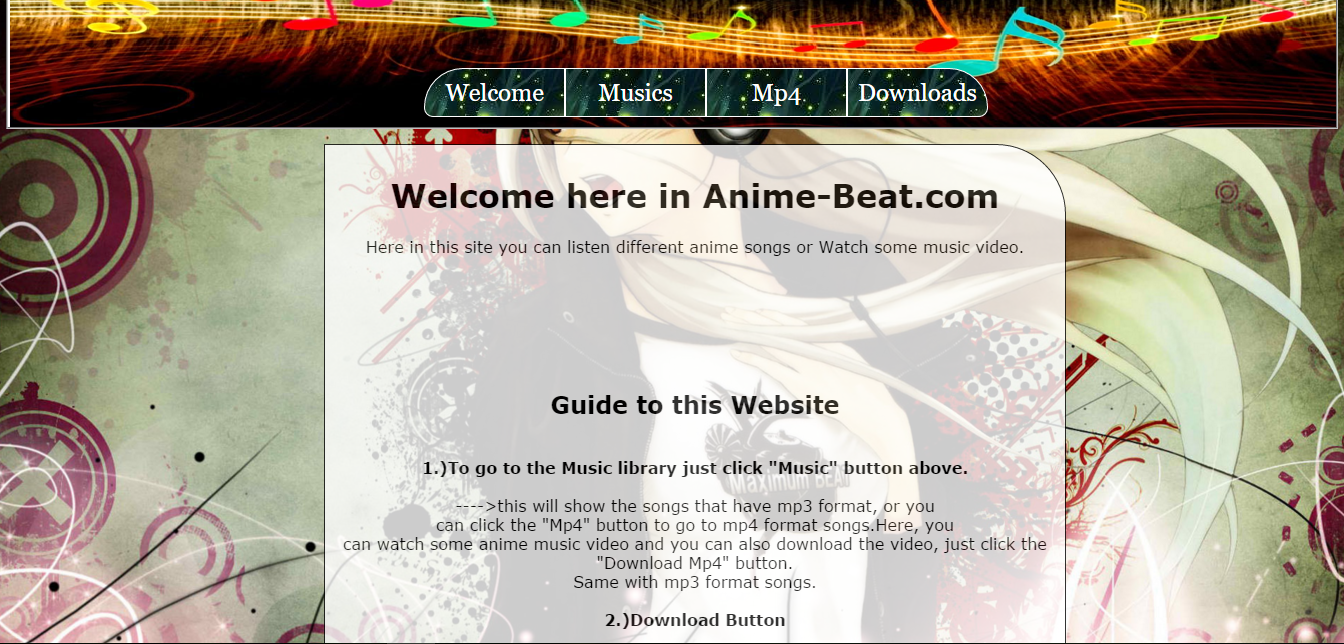 Welcome Musics Mp4 Downloads
Welcome here in Anime-Beat.com
Here in this site you can listen different anime songs or Watch some music video.
Guide to this Website
1.)To go to the Music library just click "Music" button above.
Maximum BEAT
---->this will show the songs that have mp3 format, or you
can click the "Mp4" button to go to mp4 format songs.Here, you
can watch some anime music video and you can also download the video, just click the
"Download Mp4" button.
Same with mp3 format songs.
2.)Download Button